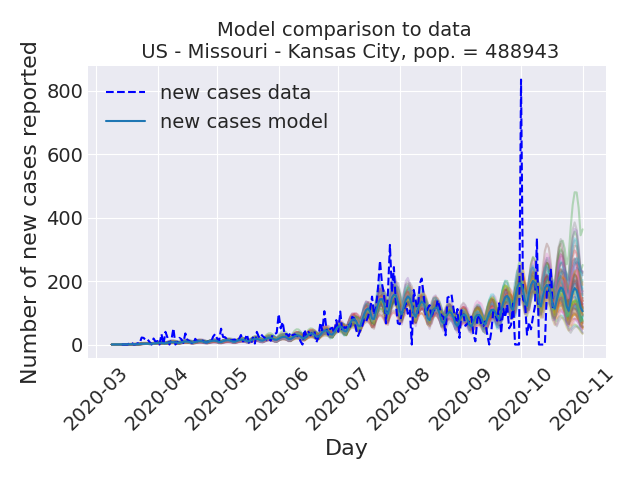 Model comparison to data
US - Missouri - Kansas City, pop. = 488943
Number of new cases reported
800
600
400
200
0
new cases data
new cases model
2020-03
2020-04
2020-05
2020-06
2020-07
2020-08
2020-09
2020-10
2020-11
Day